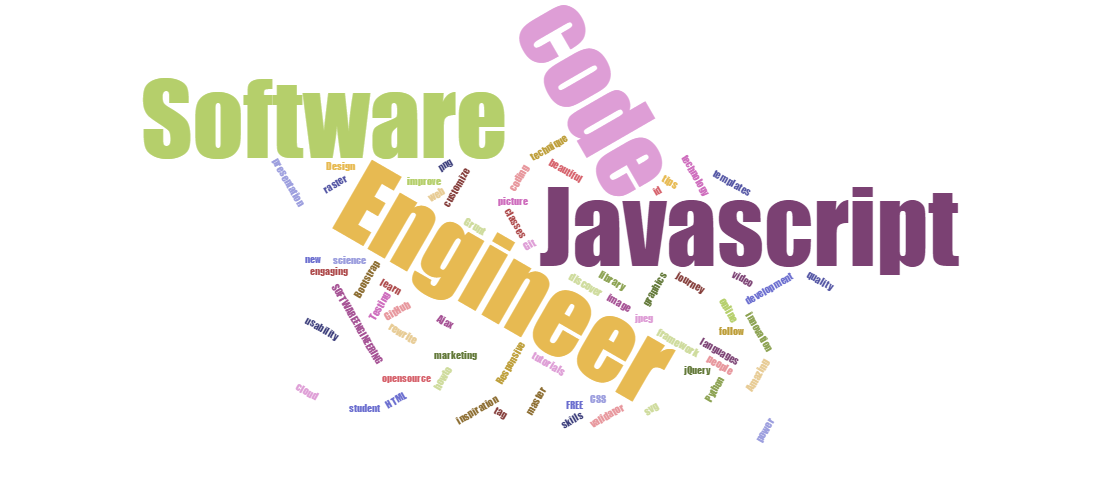 code
Software
technique
presentation
Design
raster
png
improve
web
customize
coding
beautiful
technology
templates
tips
id
picture
classes
Git
Engineer
Javascript
new
science
engaging
Bootstrap
learn
Testing
GitHub
rewrite
SOFTWAREENGINEERING
usability
Ajax
discover
library
image
jpeg
graphics
journey
video
development
quality
online
innovation
follow
framework
languages
people
jQuery
Python
Amazing
marketing
howto
opensource
Responsive
tutorials
cloud
student
HTML
inspiration
tag
master
FREE
CSS
skills
validator
svg
power